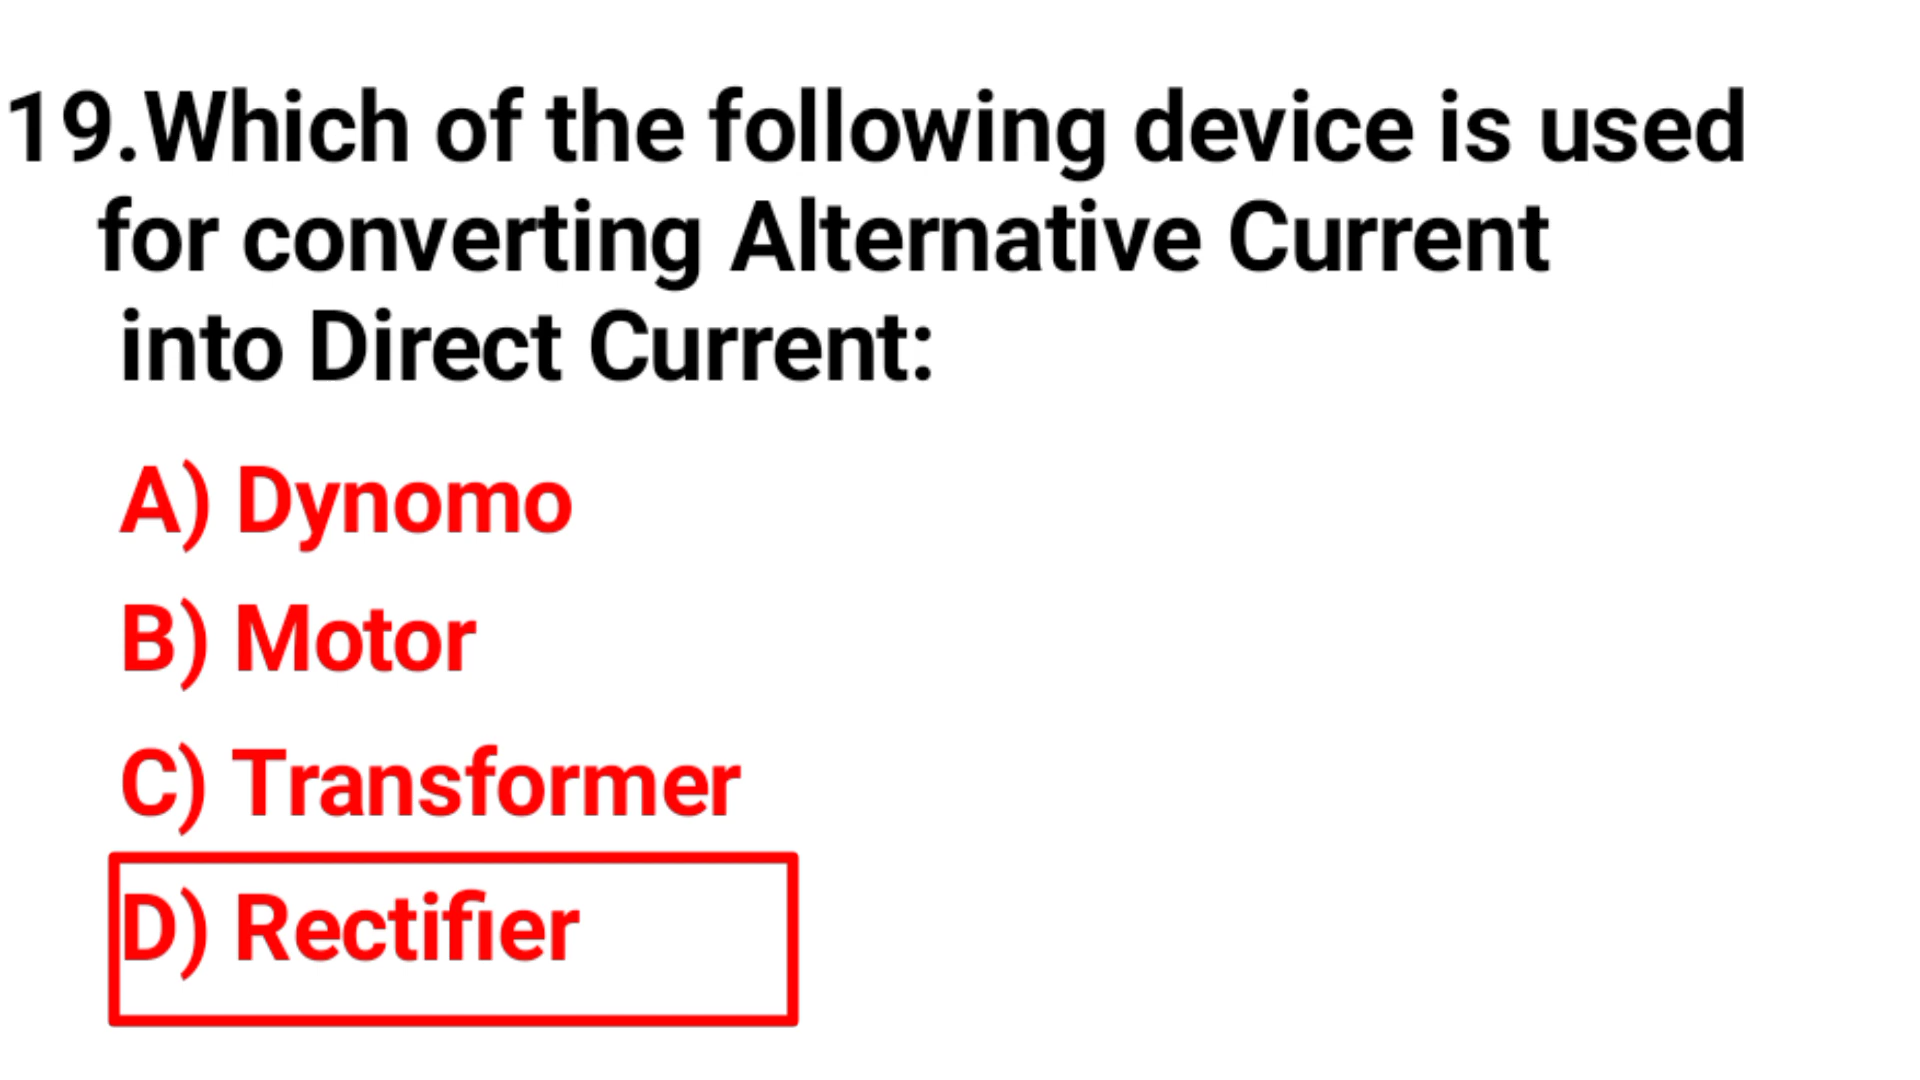 19.Which of the following device is used
for converting Alternative Current
into Direct Current:
A) Dynomo
B) Motor
C) Transformer
D) Rectifier